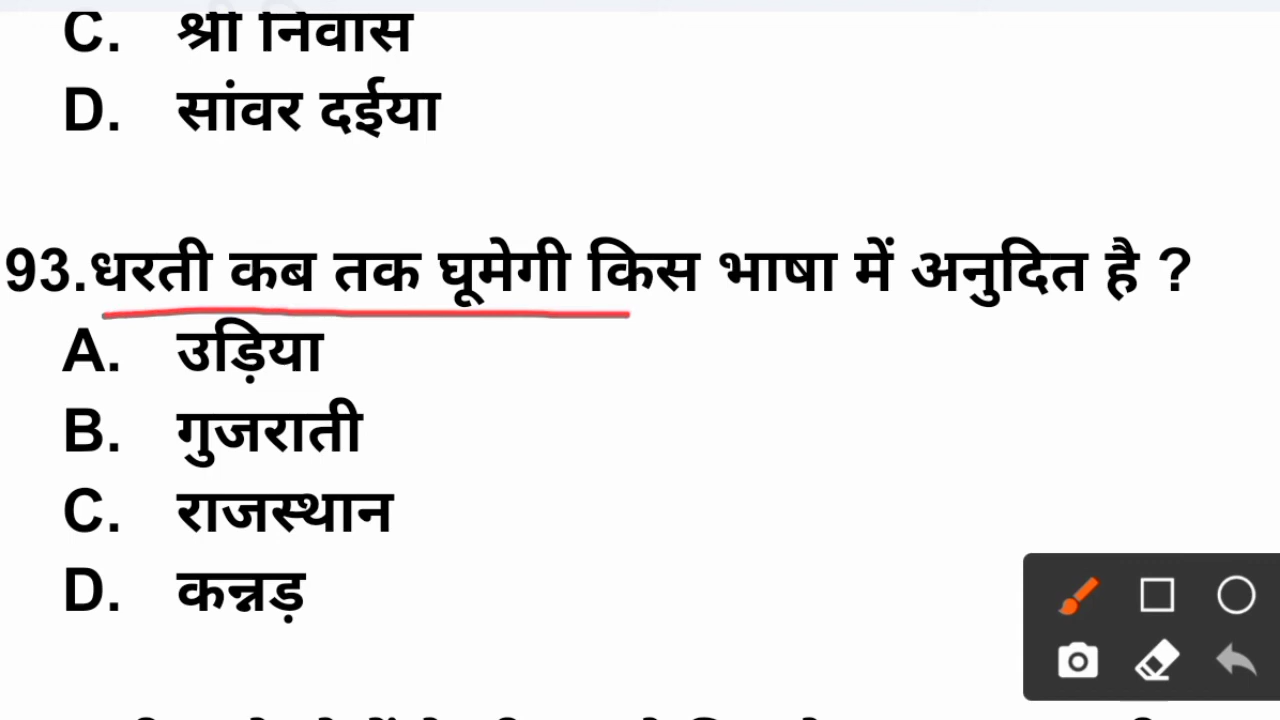 C. श्री निवास
D. सांवर दईया
93.धरती कब तक घूमेगी किस भाषा में अनुदित है ?
A. उड़िया
B. गुजराती
C. राजस्थान
D. कन्नड़